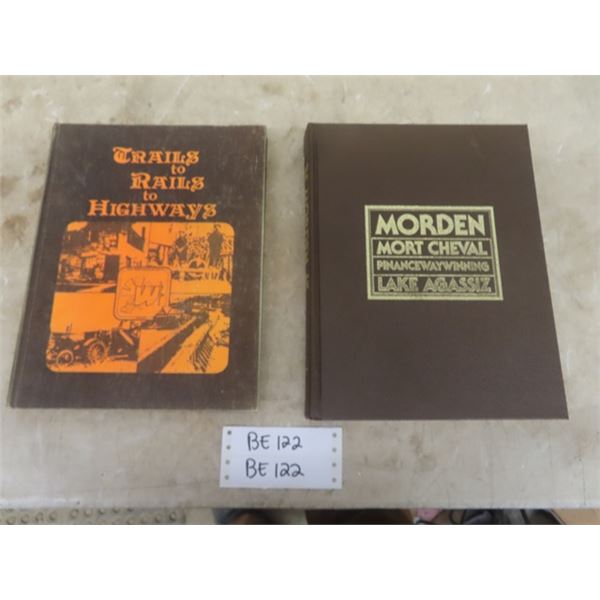 TRAILS
to
RAILS
to
HIGHWAYS
MORDEN
MORT CHEVAL
PINANCEWAYWINNING
LAKE AGASSIZ
BE 122
BE 122